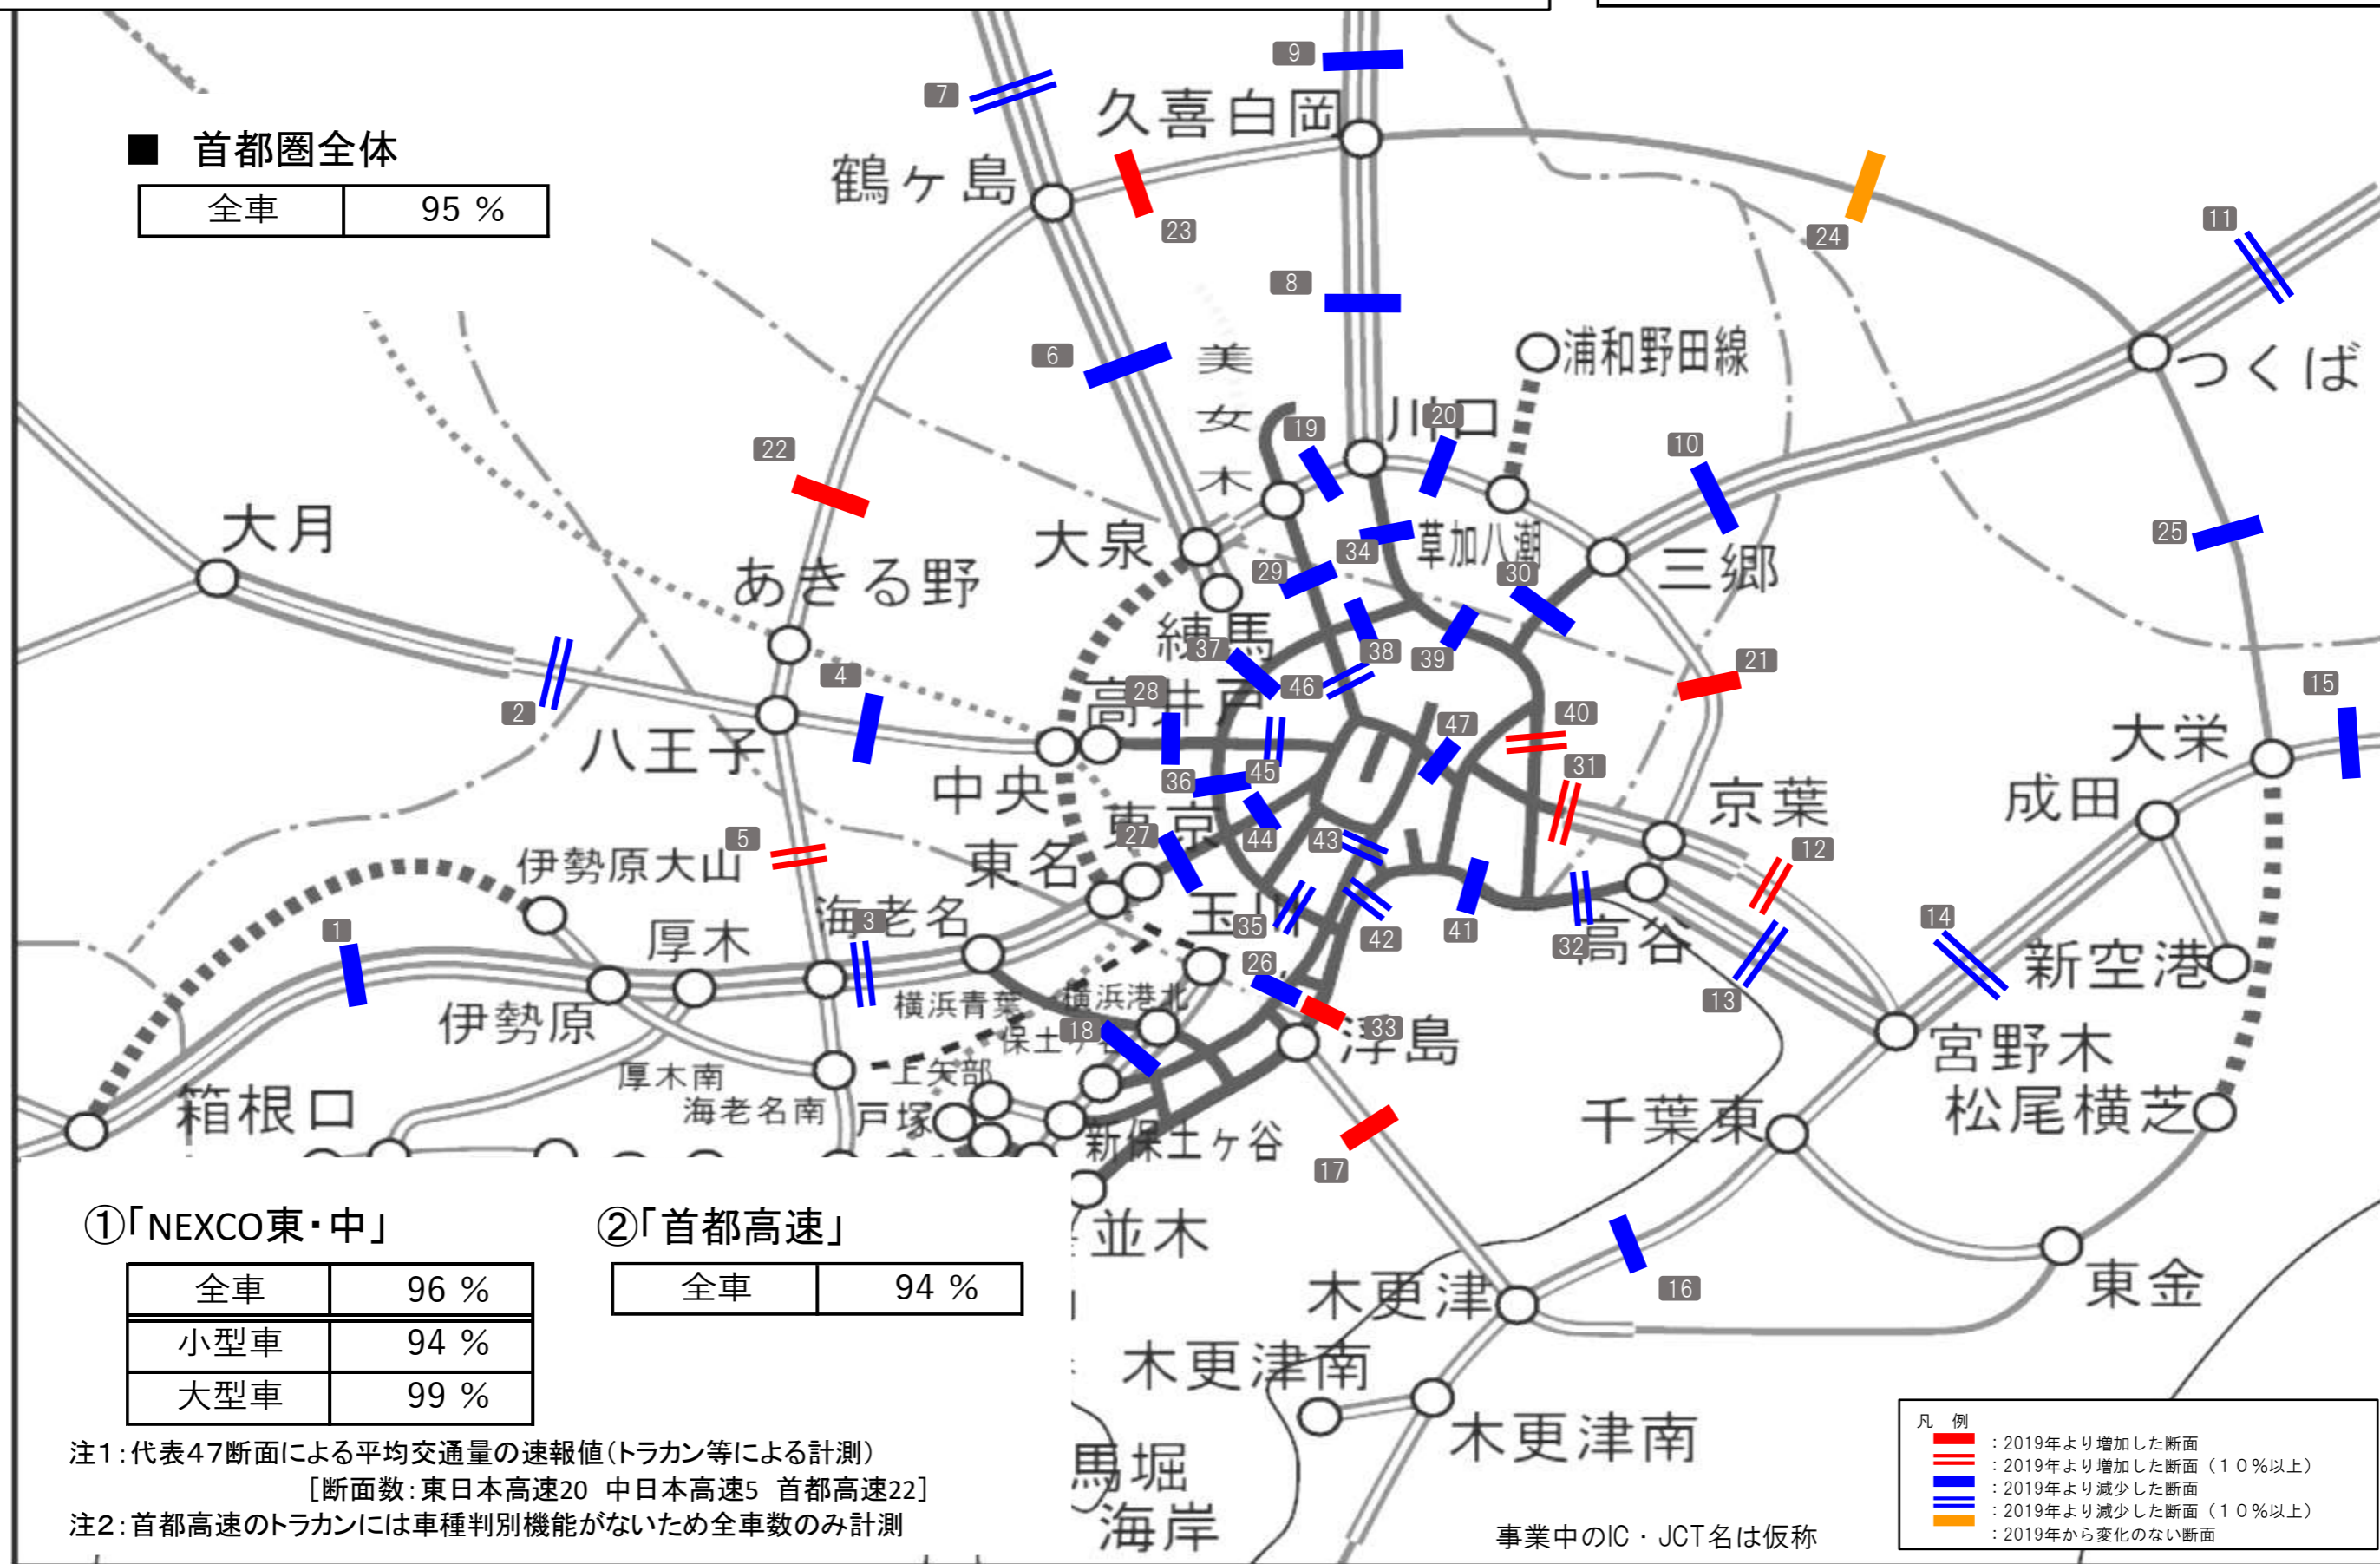 ■ 首都圏全体
全車 95 %
9
7
久喜白岡
鶴ヶ島
23
24
11
8
浦和野田線
6
美女木
つくば
川口
19
20
10
22
大月
大泉
34
草加八潮
三郷
25
29
30
あきる野
練馬
37
38
39
21
4
28
高井戸
46
15
2
47
40
八王子
大栄
31
中央
36
45
京葉
成田
東京
5
27
44
43
12
伊勢原大山
東名
海老名
3
玉川
厚木
1
35
42
41
32
高谷
14
新空港
26
13
伊勢原
横浜青葉
横浜港北
18
保土ヶ谷
33
浮島
宮野木
厚木南
上矢部
箱根口
海老名南
戸塚
新保土ヶ谷
千葉東
松尾横芝
17
並木
16
木更津
東金
木更津南
木更津南
馬堀
海岸
①｢NEXCO東･中｣
全車 96 %
小型車 94 %
大型車 99 %
②｢首都高速｣
全車 94 %
注1：代表47断面による平均交通量の速報値(トラカン等による計測)
[断面数：東日本高速20 中日本高速5 首都高速22]
注2：首都高速のトラカンには車種判別機能がないため全車数のみ計測
事業中のIC・JCT名は仮称
凡 例
：2019年より増加した断面
：2019年より増加した断面（１０％以上）
：2019年より減少した断面
：2019年より減少した断面（１０％以上）
：2019年から変化のない断面